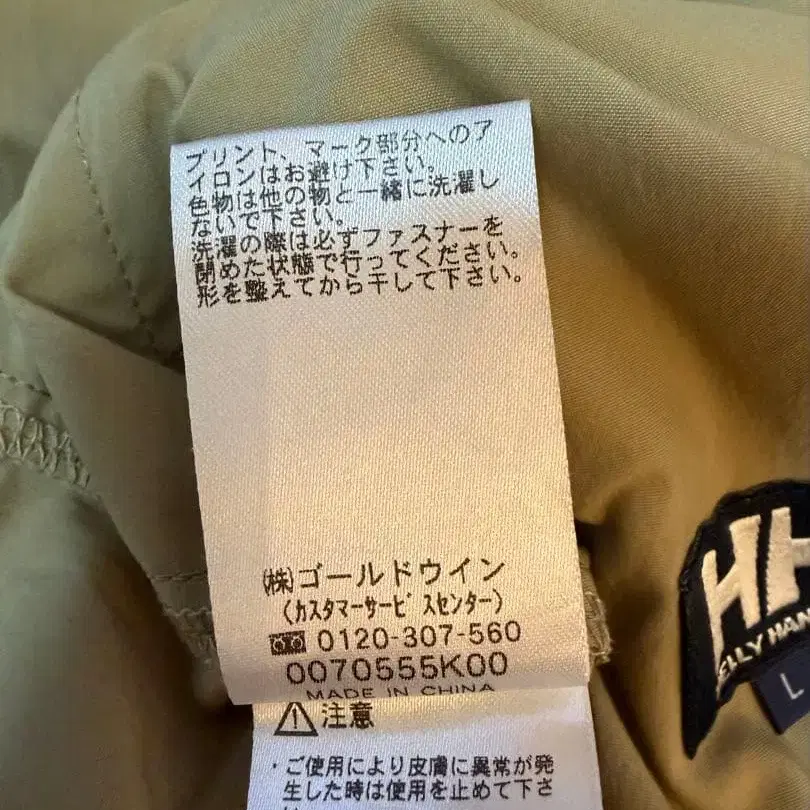 プリント、マーク部分へのア
イロンはお避け下さい。
色物は他の物と一緒に洗濯し
ないで下さい。
洗濯の際は必ずファスナーを
閉めた状態で行ってください。
形を整えてから干して下さい。
㈱ゴールドウイン
(カスタマーサービスセンター)
0120-307-560
0070555K00
MADE IN CHINA
⚠注意
・ご使用により皮膚に異常が発
生した時は使用を止めて下さ
HH
ELLY HAN
L